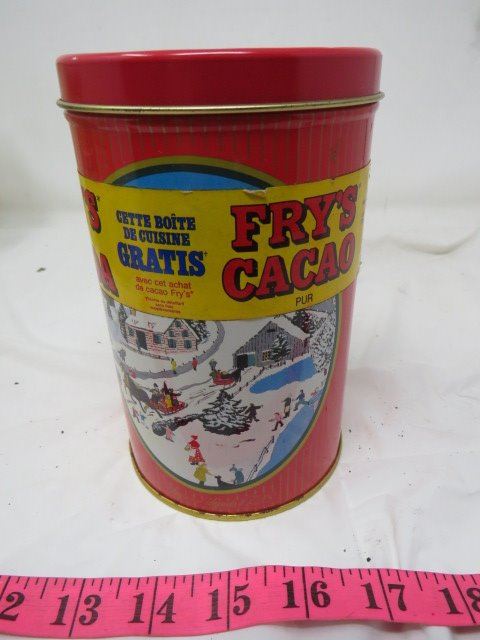 'S
A
CETTE BOÎTE
DE CUISINE
GRATIS*
avec cet achat
de cacao Fry's*
FRY'S
CACAO
PUR
2 13 14 15 16 17 18